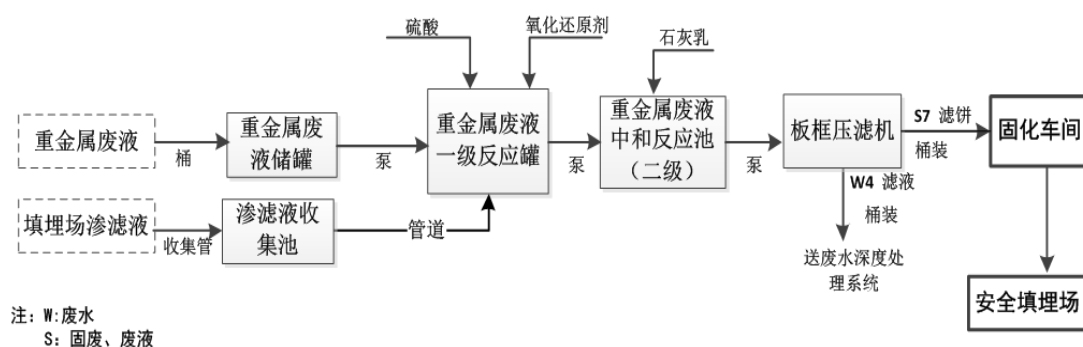 硫酸
氧化还原剂
石灰乳
重金属废液
桶
重金属废
液储罐
泵
重金属废液
一级反应罐
泵
重金属废液
中和反应池
（二级）
泵
板框压滤机
S7 滤饼
桶装
固化车间
W4 滤液
桶装
填埋场渗滤液
收集管
渗滤液收
集池
管道
送废水深度处
理系统
安全填埋场
注：W:废水
S：固废、废液